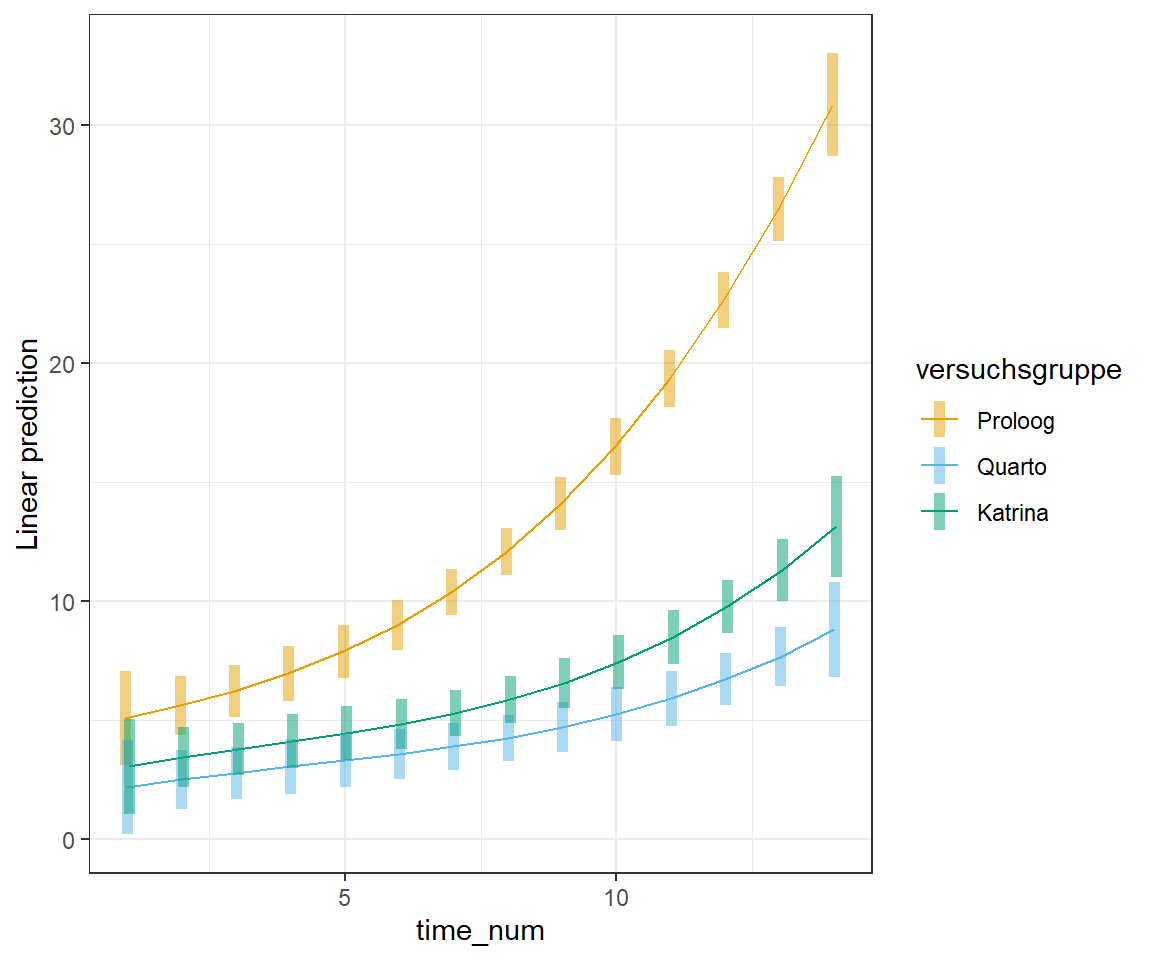 30
20
10
0
Linear prediction
5
10
time_num
versuchsgruppe
Proloog
Quarto
Katrina